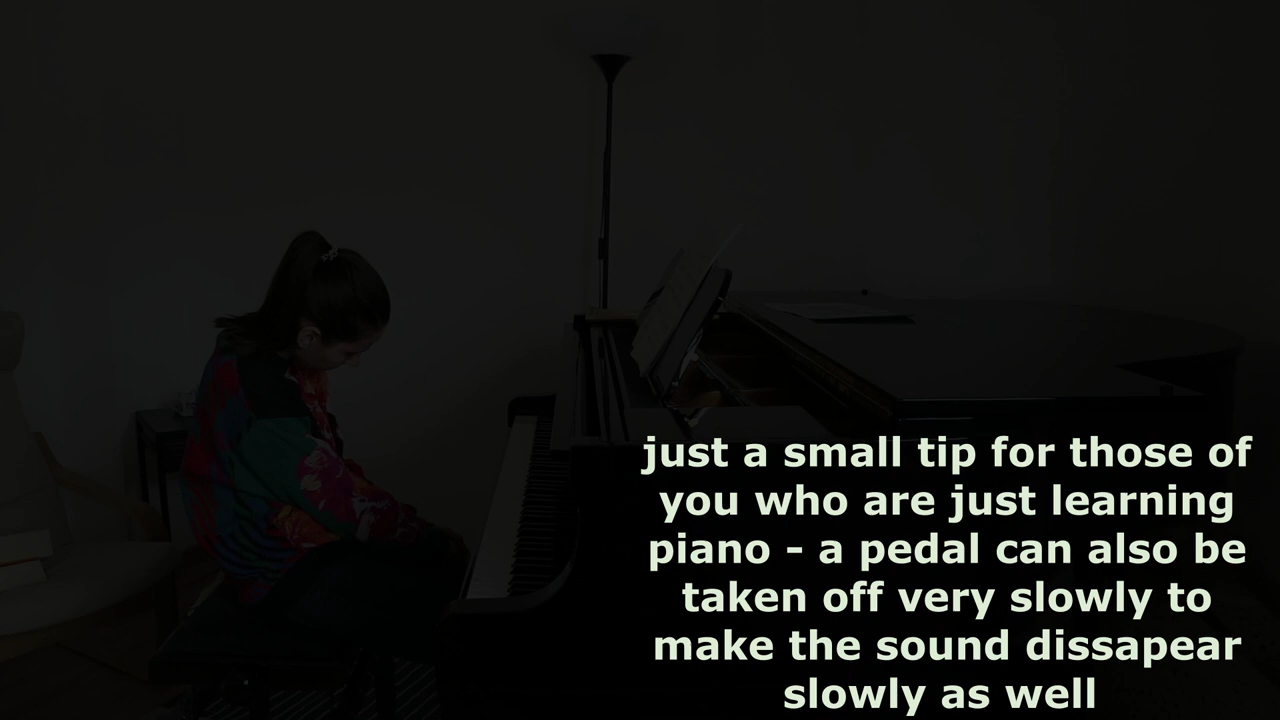 just a small tip for those of
you who are just learning
piano - a pedal can also be
taken off very slowly to
make the sound dissapear
slowly as well